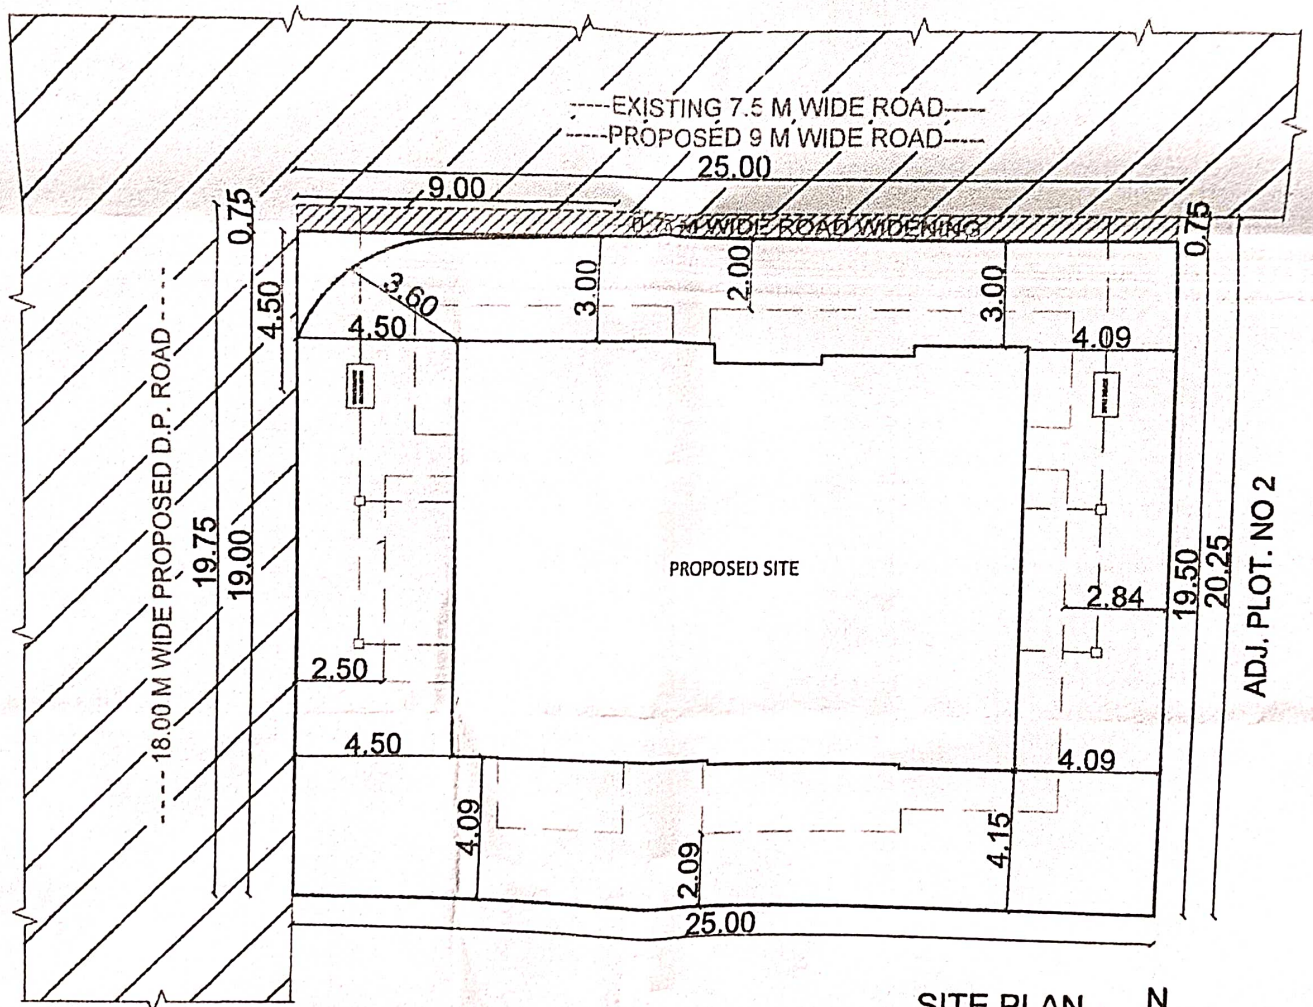 -----EXISTING 7.5 M WIDE ROAD-----
-----PROPOSED 9 M WIDE ROAD-----
25.00
9.00
0.75
0.75
M WIDE ROAD WIDENING
4.50
3.60
3.00
2.00
3.00
4.50
4.09
----- 18.00 M WIDE PROPOSED D.P. ROAD -----
19.75
19.00
PROPOSED SITE
2.84
19.50
20.25
ADJ. PLOT. NO 2
2.50
4.50
4.09
4.09
2.09
4.15
25.00
SITE PLAN
N